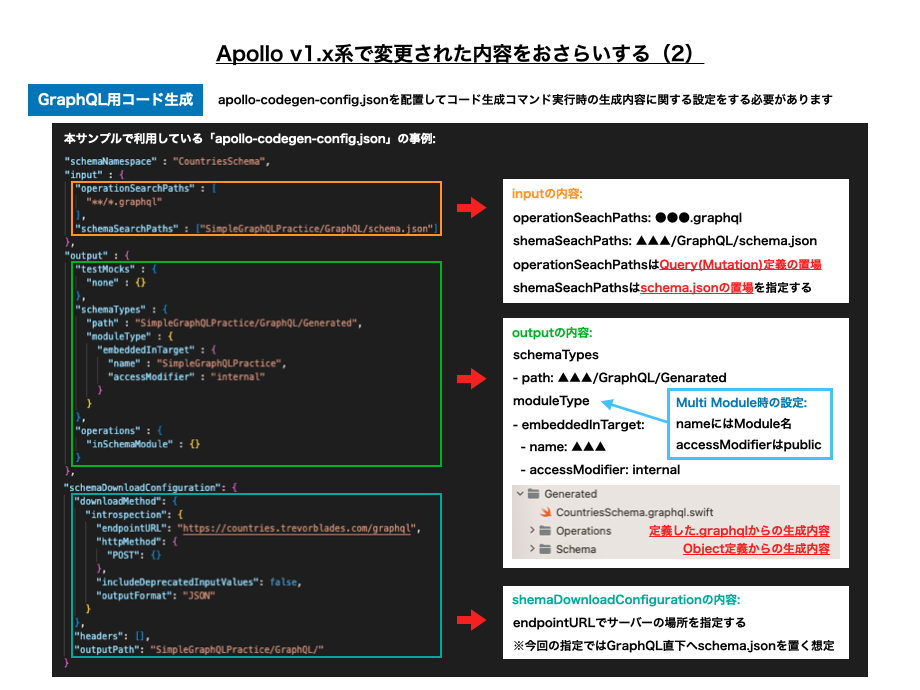 Apollo v1.x系で変更された内容をおさらいする（2）
GraphQL用コード生成
apollo-codegen-config.jsonを配置してコード生成コマンド実行時の生成内容に関する設定をする必要があります
本サンプルで利用している「apollo-codegen-config.json」の事例:
"schemaNamespace" : "CountriesSchema",
"input" : {
"operationSearchPaths" : [
"**/*.graphql"
],
"schemaSearchPaths" : ["SimpleGraphQLPractice/GraphQL/schema.json"]
},
"output" : {
"testMocks" : {
"none" : {}
},
"schemaTypes" : {
"path" : "SimpleGraphQLPractice/GraphQL/Generated",
"moduleType" : {
"embeddedInTarget" : {
"name" : "SimpleGraphQLPractice",
"accessModifier" : "internal"
}
}
},
"operations" : {
"inSchemaModule" : {}
}
},
"schemaDownloadConfiguration": {
"downloadMethod": {
"introspection": {
"endpointURL": "https://countries.trevorblades.com/graphql",
"httpMethod": {
"POST": {}
},
"includeDeprecatedInputValues": false,
"outputFormat": "JSON"
}
},
"headers": [],
"outputPath": "SimpleGraphQLPractice/GraphQL/"
}
inputの内容:
operationSeachPaths: ●●●.graphql
shemaSeachPaths: ▲▲▲/GraphQL/schema.json
operationSeachPathsはQuery(Mutation)定義の置場
shemaSeachPathsはschema.jsonの置場を指定する
outputの内容:
schemaTypes
- path: ▲▲▲/GraphQL/Genarated
moduleType
- embeddedInTarget:
- name: ▲▲▲
- accessModifier: internal
Multi Module時の設定:
nameにはModule名
accessModifierはpublic
Generated
CountriesSchema.graphql.swift
Operations 定義した.graphqlからの生成内容
Schema Object定義からの生成内容
shemaDownloadConfigurationの内容:
endpointURLでサーバーの場所を指定する
※今回の指定ではGraphQL直下へschema.jsonを置く想定